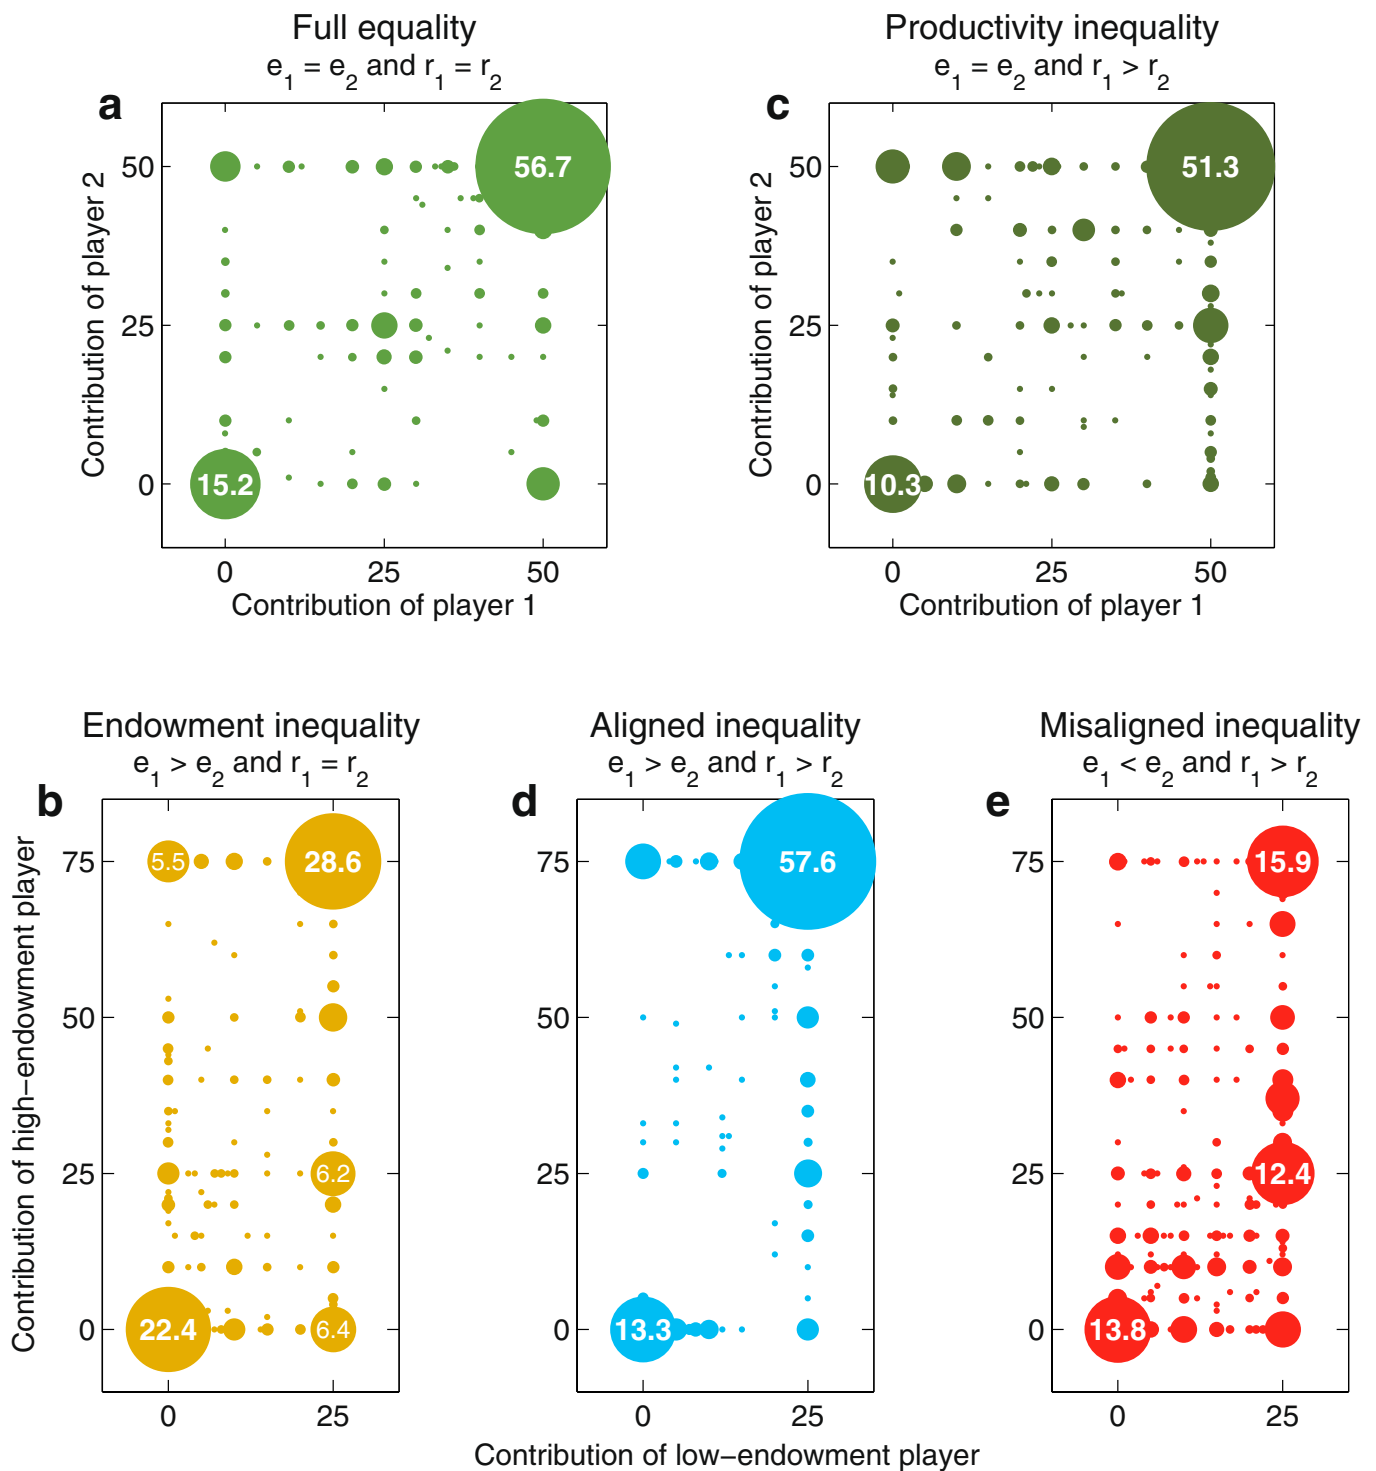 Full equality
e1 = e2 and r1 = r2
a
50
25
0
0 25 50
56.7
15.2
Contribution of player 2
Contribution of player 1
Productivity inequality
e1 = e2 and r1 > r2
c
50
25
0
0 25 50
51.3
10.3
Contribution of player 2
Contribution of player 1
Endowment inequality
e1 > e2 and r1 = r2
b
75
50
25
0
0 25
5.5
28.6
6.2
22.4
6.4
Contribution of high−endowment player
Aligned inequality
e1 > e2 and r1 > r2
d
75
50
25
0
0 25
57.6
13.3
Misaligned inequality
e1 < e2 and r1 > r2
e
75
50
25
0
0 25
15.9
12.4
13.8
Contribution of low−endowment player